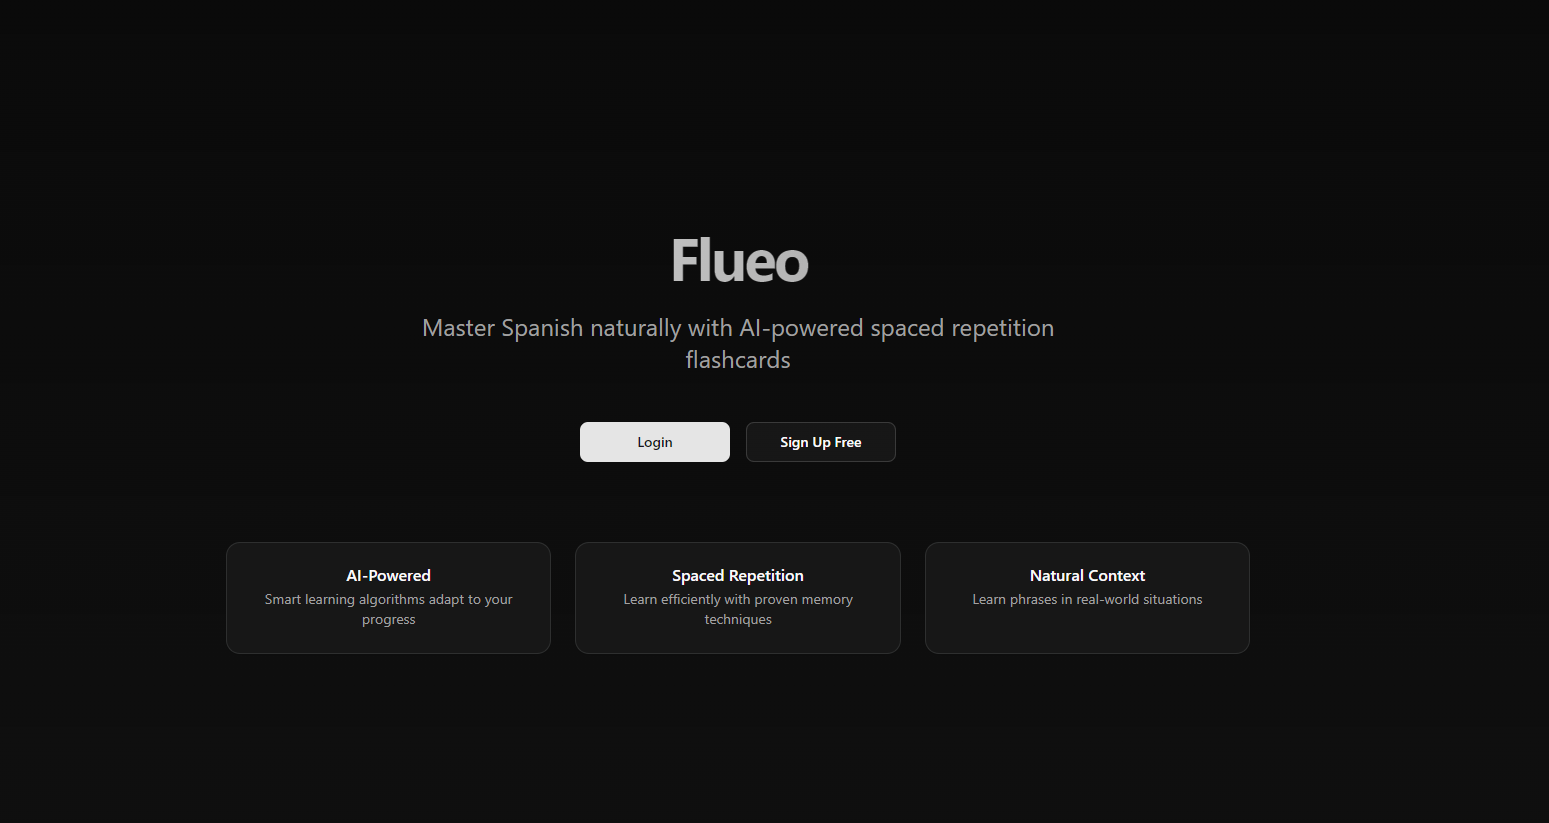 Flueo
Master Spanish naturally with AI-powered spaced repetition
flashcards
Login
Sign Up Free
AI-Powered
Smart learning algorithms adapt to your
progress
Spaced Repetition
Learn efficiently with proven memory
techniques
Natural Context
Learn phrases in real-world situations